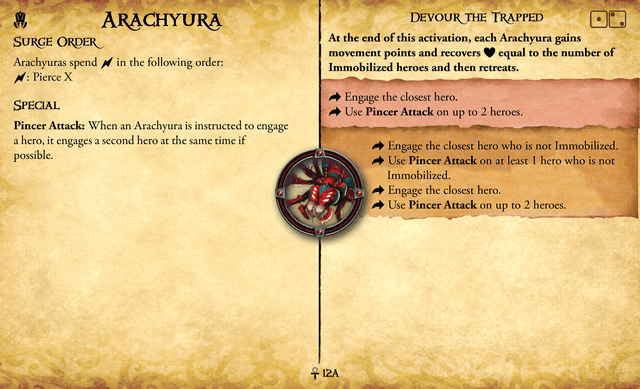 ARACHYURA
SURGE ORDER
Arachyuras spend in the following order:
: Pierce X
SPECIAL
Pincer Attack: When an Arachyura is instructed to engage
a hero, it engages a second hero at the same time if
possible.
DEVOUR THE TRAPPED
At the end of this activation, each Arachyura gains
movement points and recovers ♥ equal to the number of
Immobilized heroes and then retreats.
Engage the closest hero.
Use Pincer Attack on up to 2 heroes.
Engage the closest hero who is not Immobilized.
Use Pincer Attack on at least 1 hero who is not
Immobilized.
Engage the closest hero.
Use Pincer Attack on up to 2 heroes.
12A